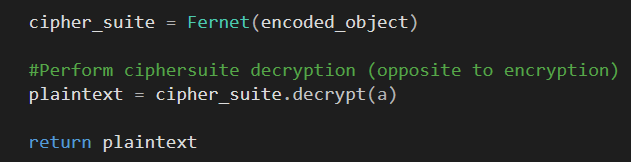 cipher_suite = Fernet(encoded_object)
#Perform ciphersuite decryption (opposite to encryption)
plaintext = cipher_suite.decrypt(a)
return plaintext